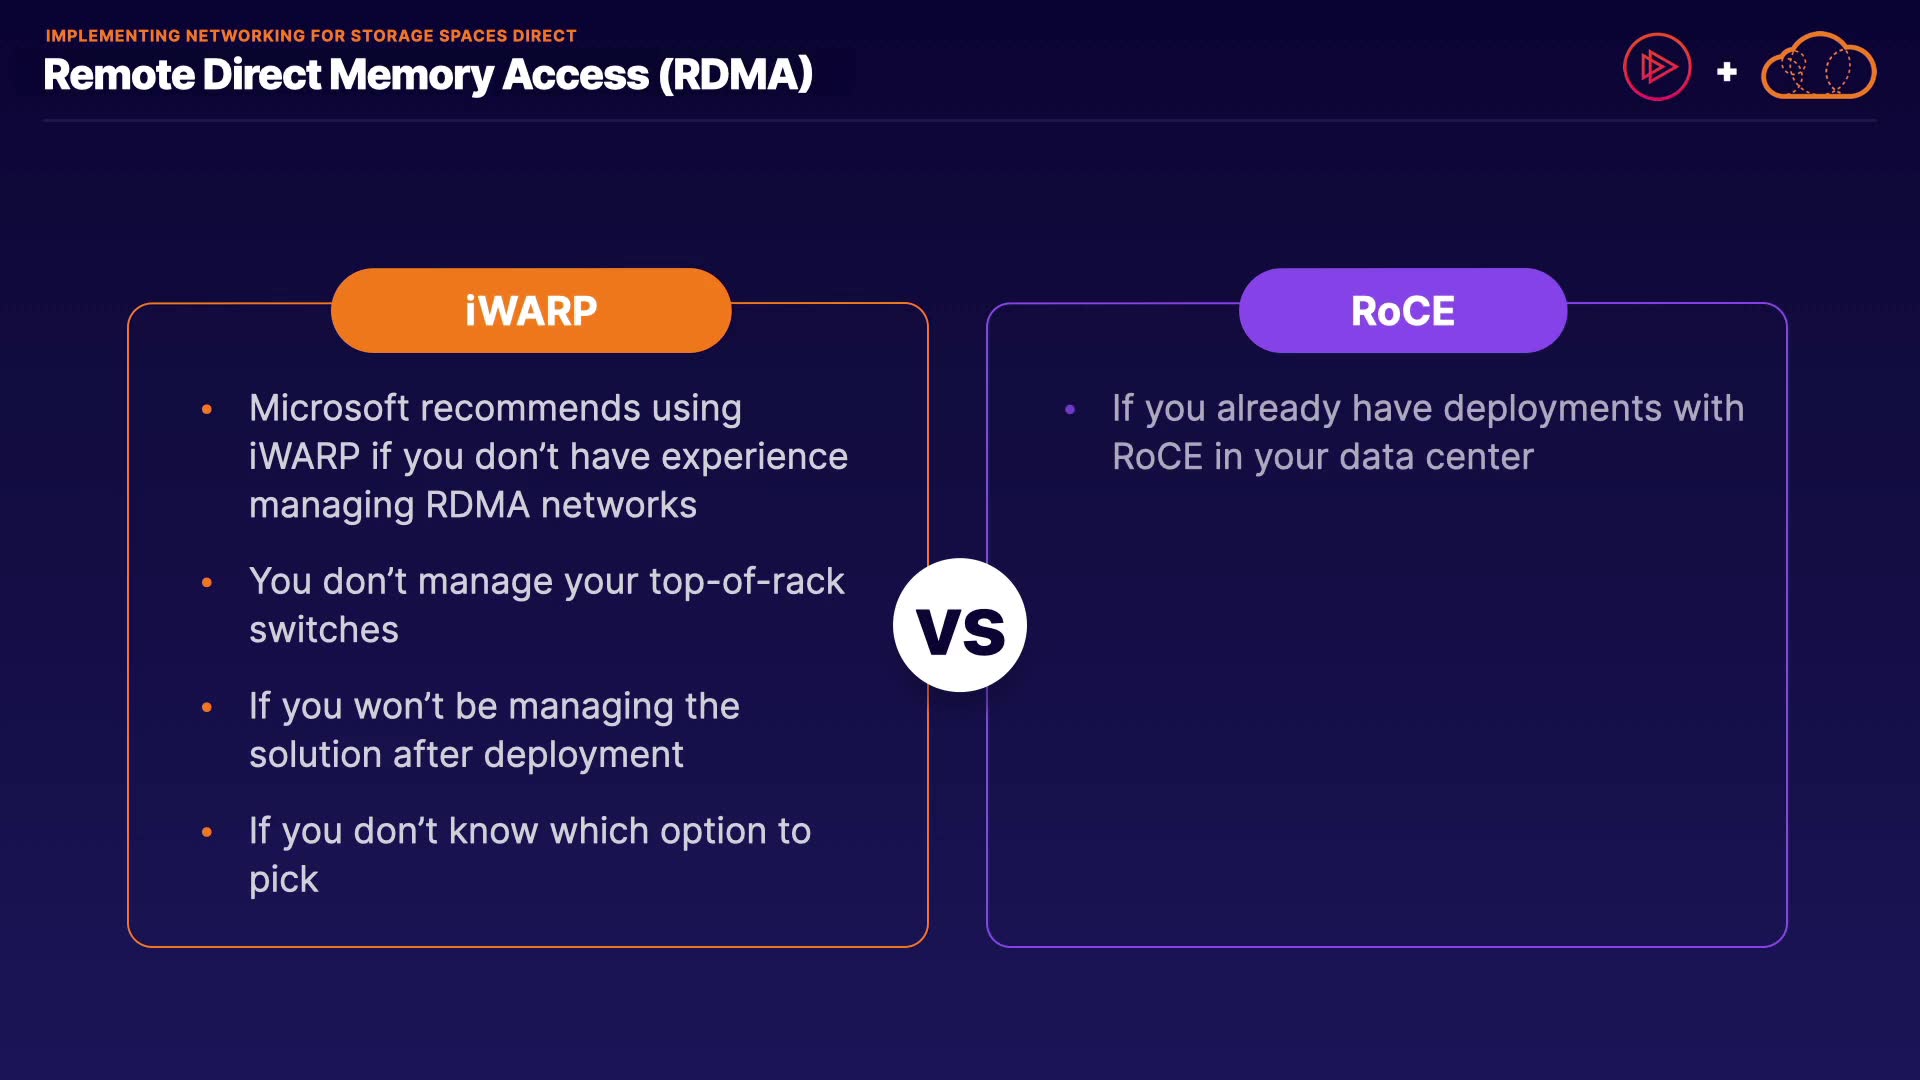 IMPLEMENTING NETWORKING FOR STORAGE SPACES DIRECT
Remote Direct Memory Access (RDMA)
+
iWARP
• Microsoft recommends using
iWARP if you don’t have experience
managing RDMA networks
• You don’t manage your top-of-rack
switches
• If you won’t be managing the
solution after deployment
• If you don’t know which option to
pick
VS
RoCE
• If you already have deployments with
RoCE in your data center